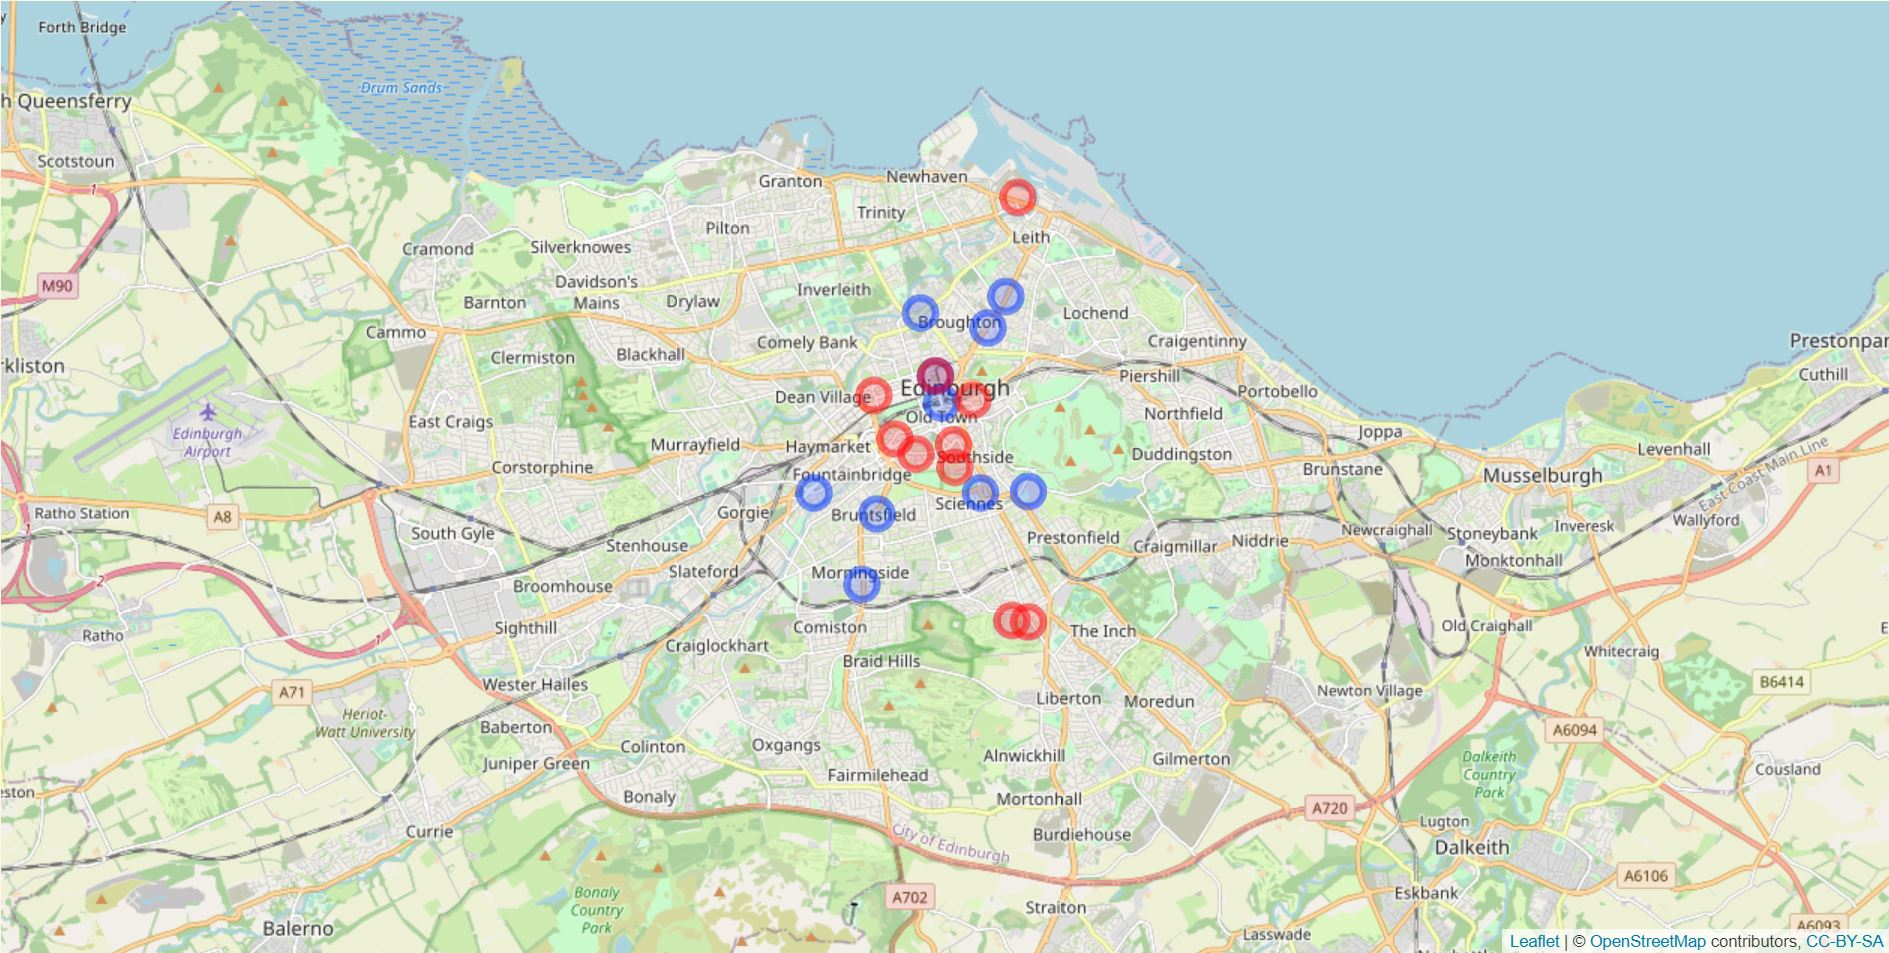 Forth Bridge
Drum Sands
h Queensferry
Scotstoun
1
Granton
Newhaven
Trinity
Pilton
Leith
Cramond
Silverknowes
Davidson's
Mains
M90
Barnton
Drylaw
Inverleith
Lochend
Broughton
Cammo
Craigentinny
Prestonpar
rkliston
Clermiston
Blackhall
Comely Bank
Cuthill
Edinburgh
Piershill
Portobello
Dean Village
Old Town
Northfield
East Craigs
Edinburgh
Airport
Murrayfield
Haymarket
Joppa
Levenhall
Southside
Duddingston
Corstorphine
Brunstane
Musselburgh
East Coast Main Line
A1
Fountainbridge
Sciennes
Ratho Station
A8
Gorgie
Bruntsfield
South Gyle
Stenhouse
Prestonfield
Craigmillar
Niddrie
Newcraighall
Stoneybank
Inveresk
Wallyford
Monktonhall
1
2
Slateford
Morningside
Broomhouse
Ratho
1
Sighthill
Comiston
The Inch
Old Craighall
Craiglockhart
Braid Hills
Whitecraig
A71
Wester Hailes
Liberton
Moredun
Newton Village
B6414
Heriot-
Watt University
Baberton
A6094
Juniper Green
Colinton
Oxgangs
Alnwickhill
Gilmerton
Dalkeith
Country
Park
Cousland
Fairmilehead
eston
Bonaly
Mortonhall
A720
Currie
City of Edinburgh
Burdiehouse
Lugton
Dalkeith
A6106
Bonaly
Country
Park
A702
Straiton
Eskbank
Balerno
Lasswade
A6093
Leaflet | © OpenStreetMap contributors, CC-BY-SA